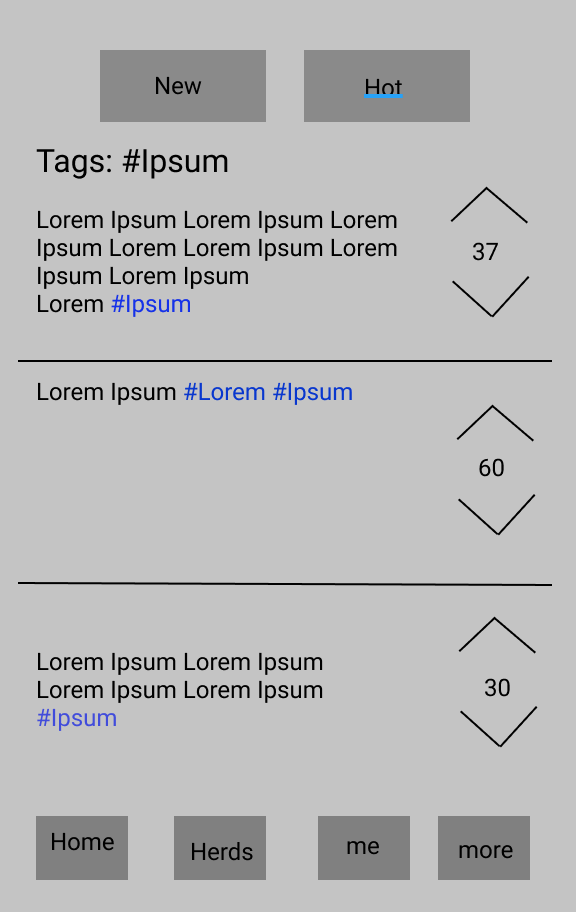 New
Hot
Tags: #Ipsum
Lorem Ipsum Lorem Ipsum Lorem
Ipsum Lorem Lorem Ipsum Lorem
Ipsum Lorem Ipsum
Lorem #Ipsum
37
Lorem Ipsum #Lorem #Ipsum
60
Lorem Ipsum Lorem Ipsum
Lorem Ipsum Lorem Ipsum
#Ipsum
30
Home
Herds
me
more